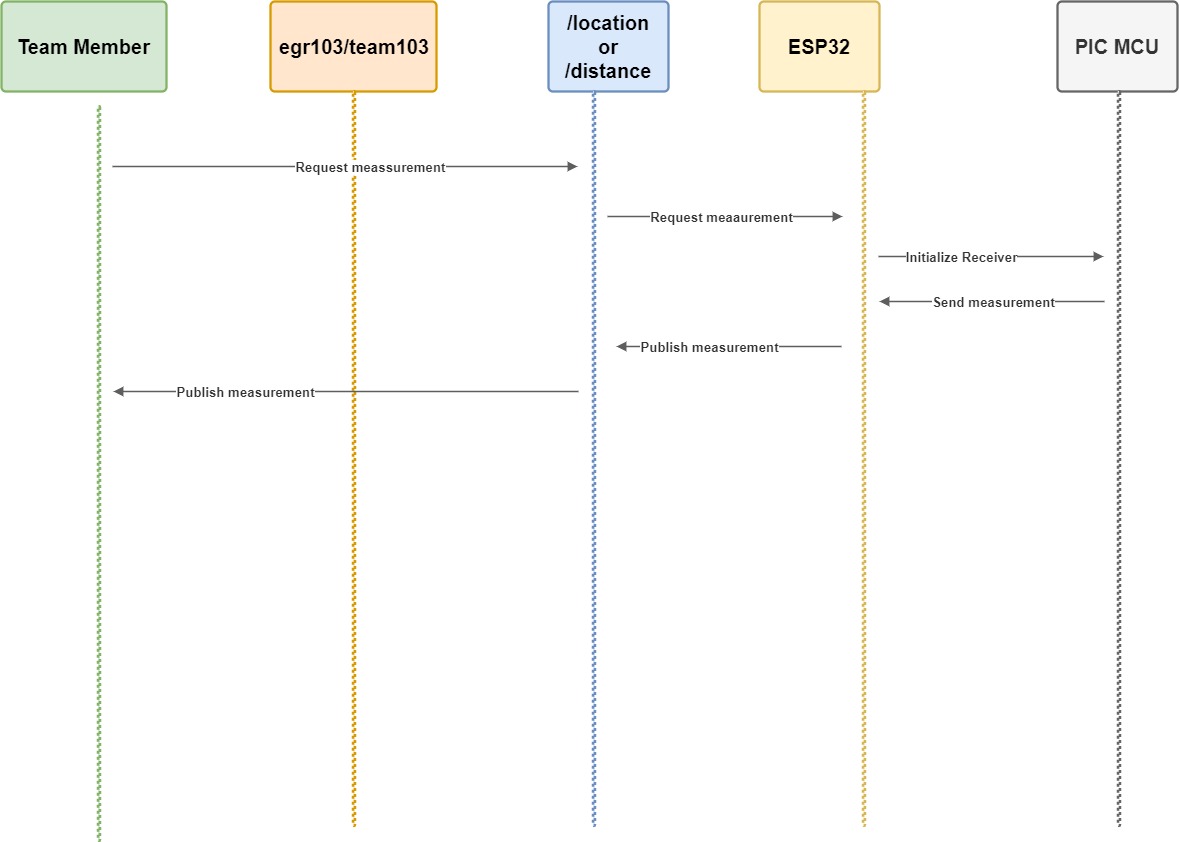 Team Member
egr103/team103
/location
or
/distance
ESP32
PIC MCU
Request meassurement
Request meaaurement
Initialize Receiver
Send measurement
Publish measurement
Publish measurement